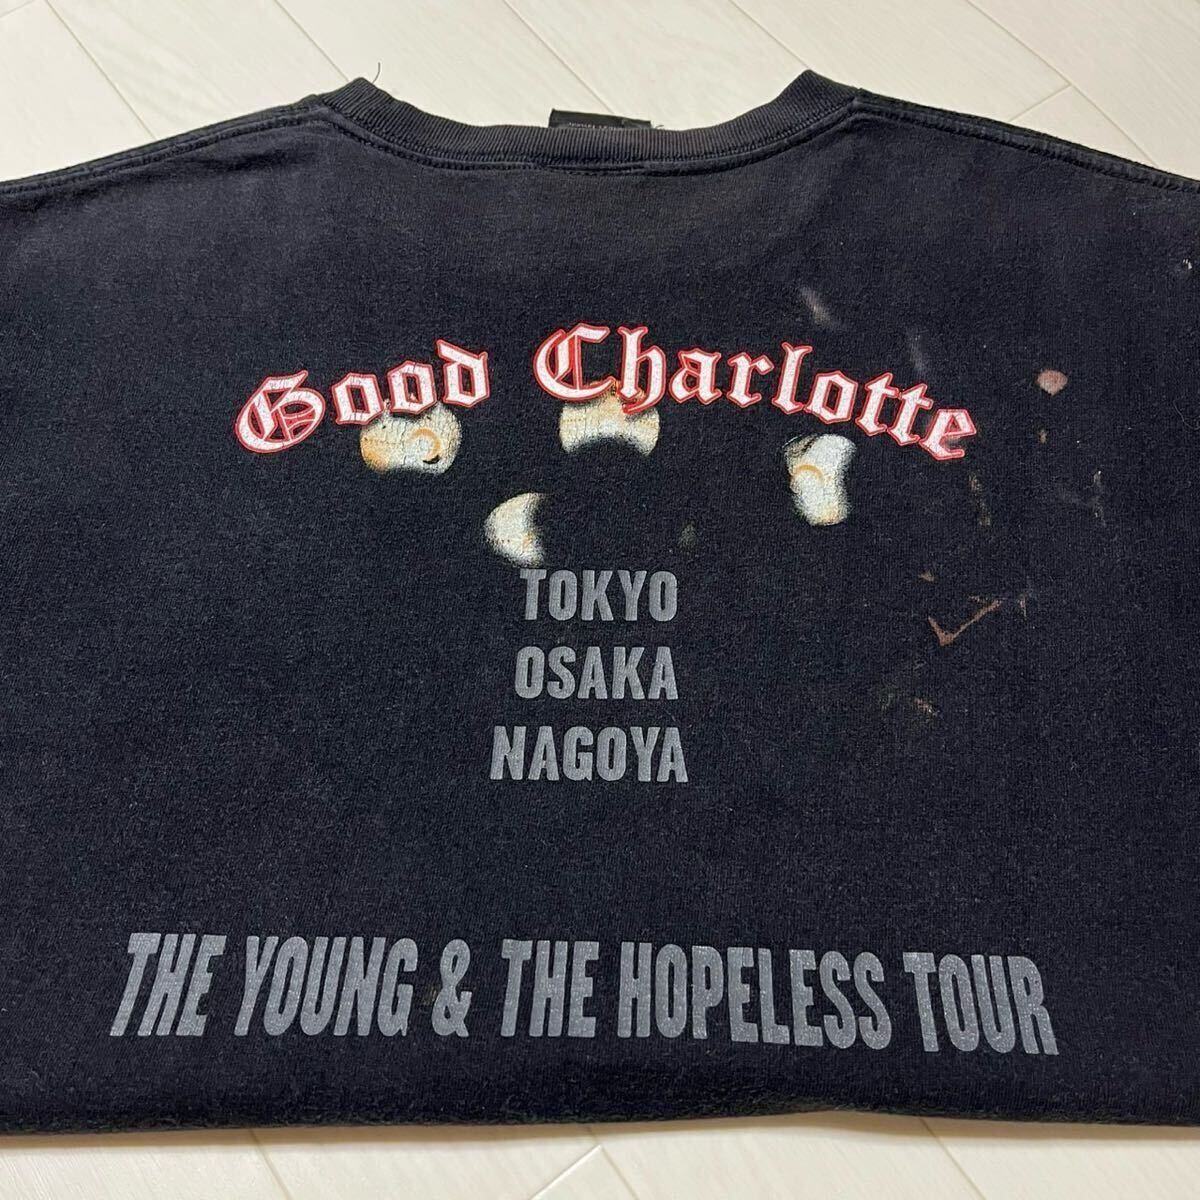 Good Charlotte
TOKYO
OSAKA
NAGOYA
THE YOUNG & THE HOPELESS TOUR